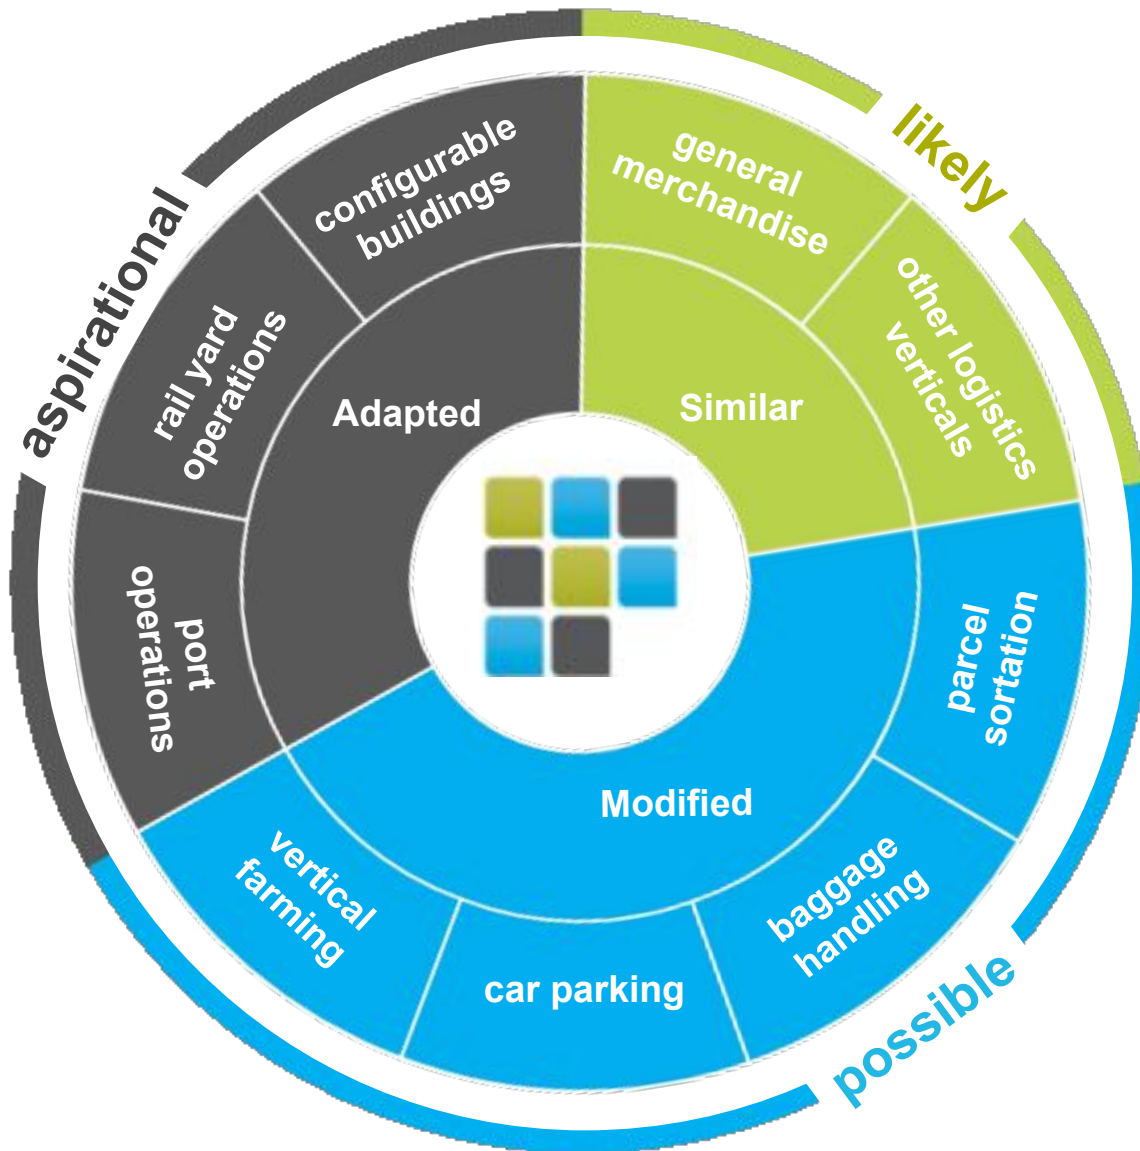 likely
general
merchandise
other logistics
verticals
Similar
parcel
sortation
baggage
handling
car parking
vertical
farming
Modified
possible
port
operations
rail yard
operations
configurable
buildings
Adapted
aspirational